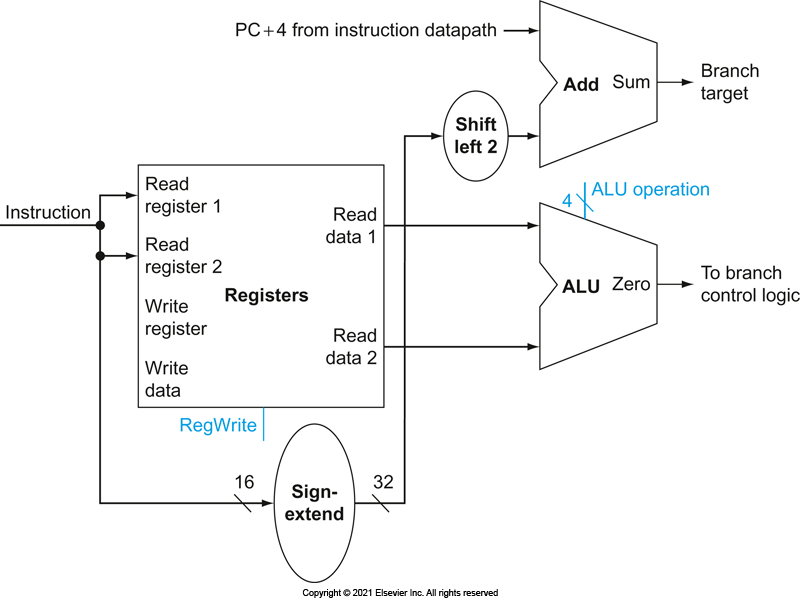 PC+4 from instruction datapath
Add Sum
Branch
target
Shift
left 2
4
ALU operation
Instruction
Read
register 1
Read
register 2
Write
register
Write
data
Registers
Read
data 1
Read
data 2
ALU Zero
To branch
control logic
RegWrite
16
Sign-
extend
32
Copyright © 2021 Elsevier Inc. All rights reserved